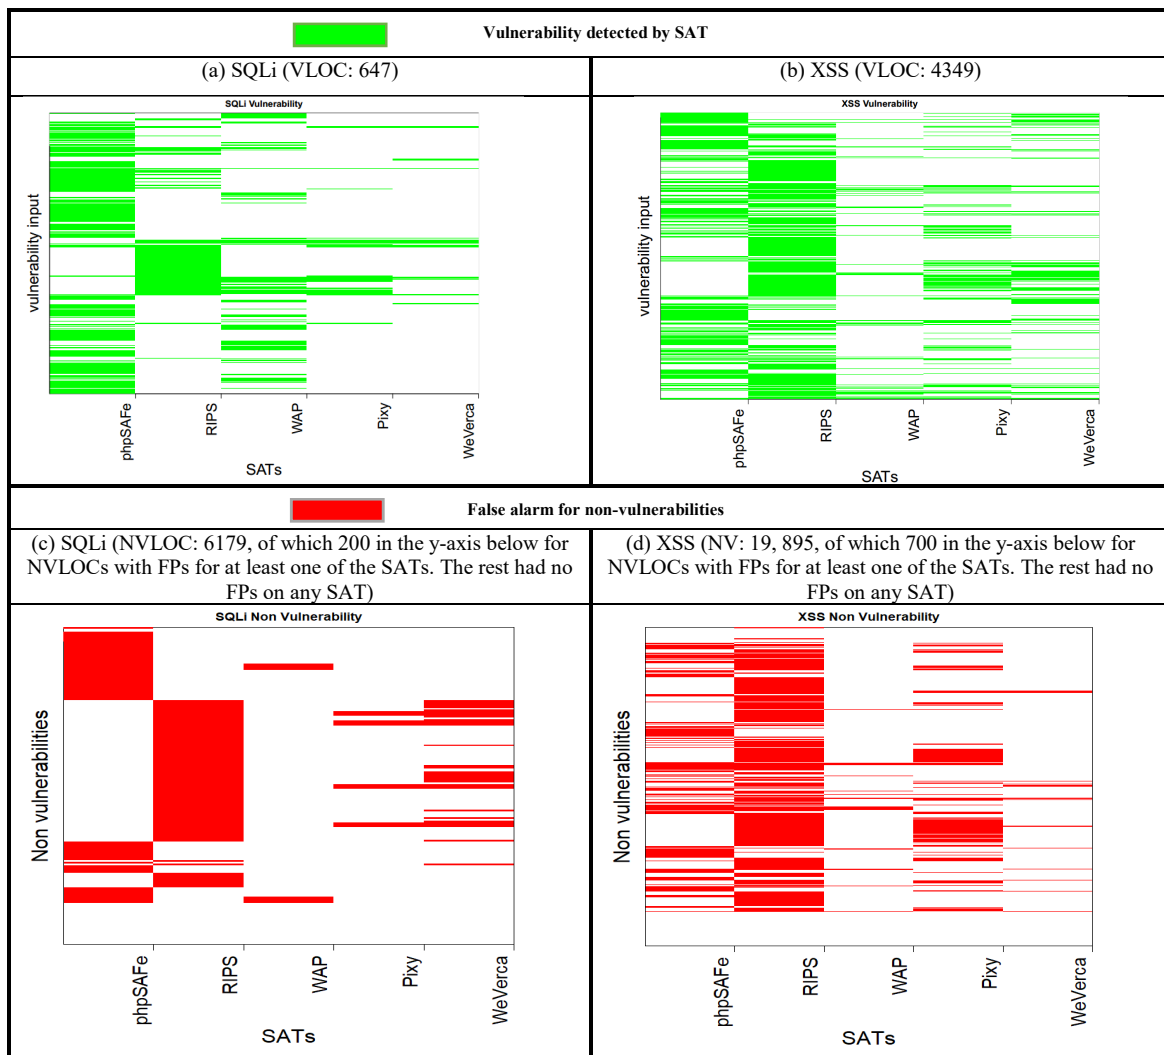 Vulnerability detected by SAT
(a) SQLi (VLOC: 647)
(b) XSS (VLOC: 4349)
SQLi Vulnerability
vulnerability input
phpSAFe
RIPS
WAP
Pixy
WeVerca
SATs
XSS Vulnerability
vulnerability input
phpSAFe
RIPS
WAP
Pixy
WeVerca
SATs
False alarm for non-vulnerabilities
(c) SQLi (NVLOC: 6179, of which 200 in the y-axis below for
NVLOCs with FPs for at least one of the SATs. The rest had no
FPs on any SAT)
(d) XSS (NV: 19, 895, of which 700 in the y-axis below for
NVLOCs with FPs for at least one of the SATs. The rest had no
FPs on any SAT)
SQLi Non Vulnerability
Non vulnerabilities
phpSAFe
RIPS
WAP
Pixy
WeVerca
SATs
XSS Non Vulnerability
Non vulnerabilities
phpSAFe
RIPS
WAP
Pixy
WeVerca
SATs